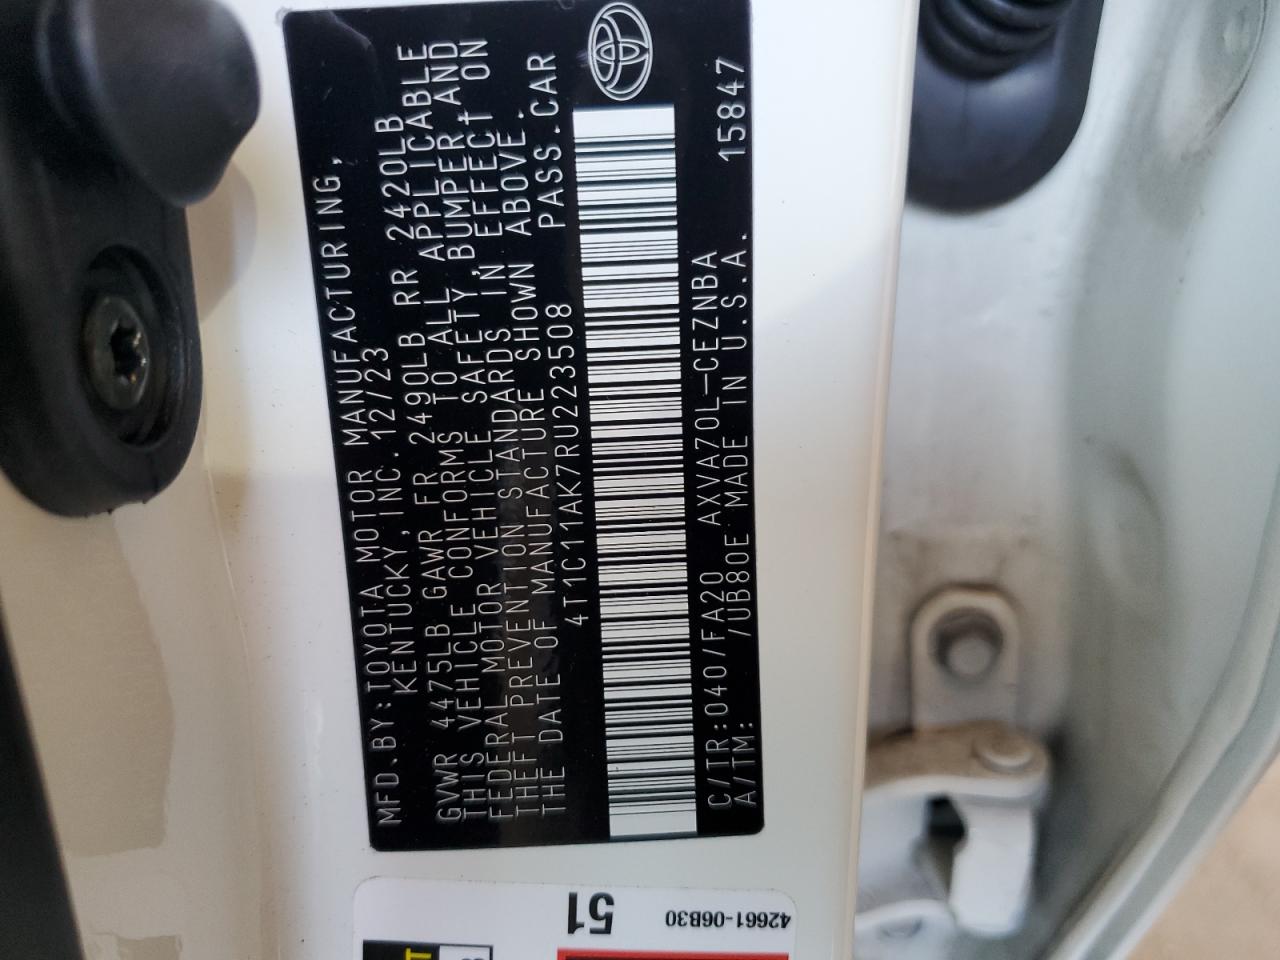 MFD.BY:TOYOTA MOTOR MANUFACTURING,
KENTUCKY,INC. 12/23
GVWR 4475LB GAWR FR 2490LB RR 2420LB
THIS VEHICLE CONFORMS TO ALL APPLICABLE
FEDERAL MOTOR VEHICLE SAFETY,BUMPER,AND
THEFT PREVENTION STANDARDS IN EFFECT ON
THE DATE OF MANUFACTURE SHOWN ABOVE.
4T1C11AK7RU223508 PASS.CAR
C/TR:040/FA20 AXVA70L-CEZNBA
A/TM: /UB80E MADE IN U.S.A. 15847
51
42661-06B30